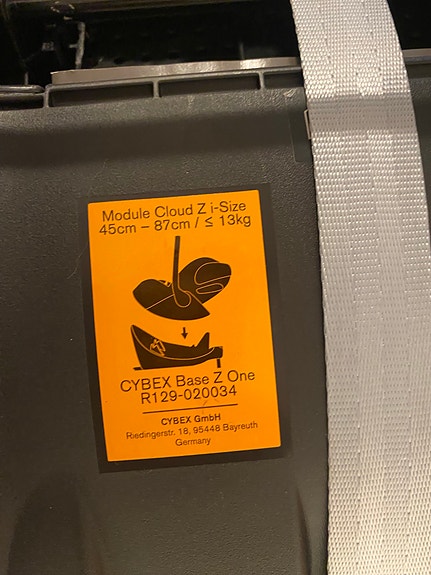 Module Cloud Z i-Size
45cm – 87cm / ≤ 13kg
CYBEX Base Z One
R129-020034
CYBEX GmbH
Riedingerstr. 18, 95448 Bayreuth
Germany